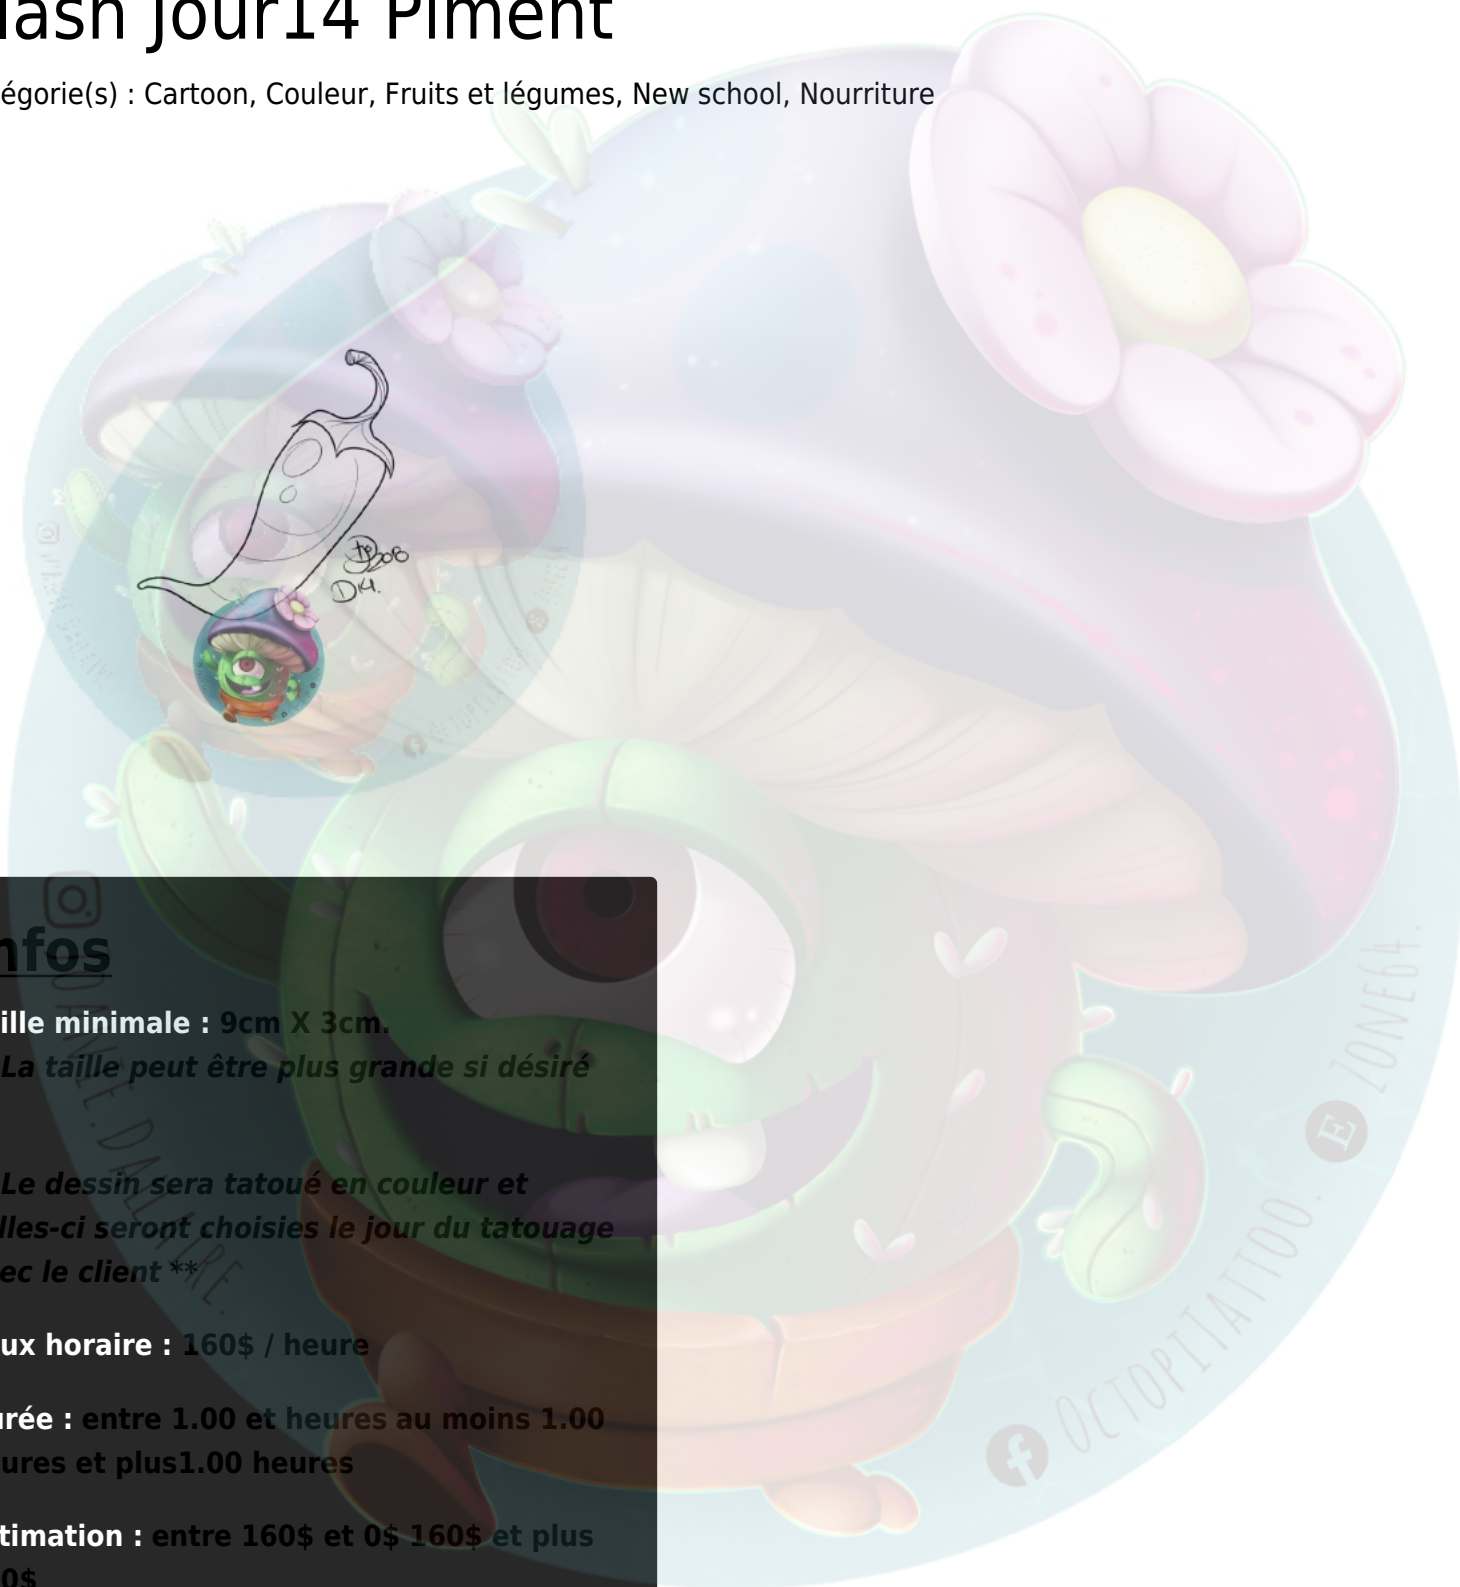 lash Jour14 Piment
égorie(s) : Cartoon, Couleur, Fruits et légumes, New school, Nourriture
D14.
nfos
ille minimale : 9cm X 3cm.
La taille peut être plus grande si désiré
Le dessin sera tatoué en couleur et
lles-ci seront choisies le jour du tatouage
ec le client **
ux horaire : 160$ / heure
urée : entre 1.00 et heures au moins 1.00
ures et plus1.00 heures
timation : entre 160$ et 0$ 160$ et plus
0$
DALLAIRE.
OCTOPITATTOO.
ZONE64.